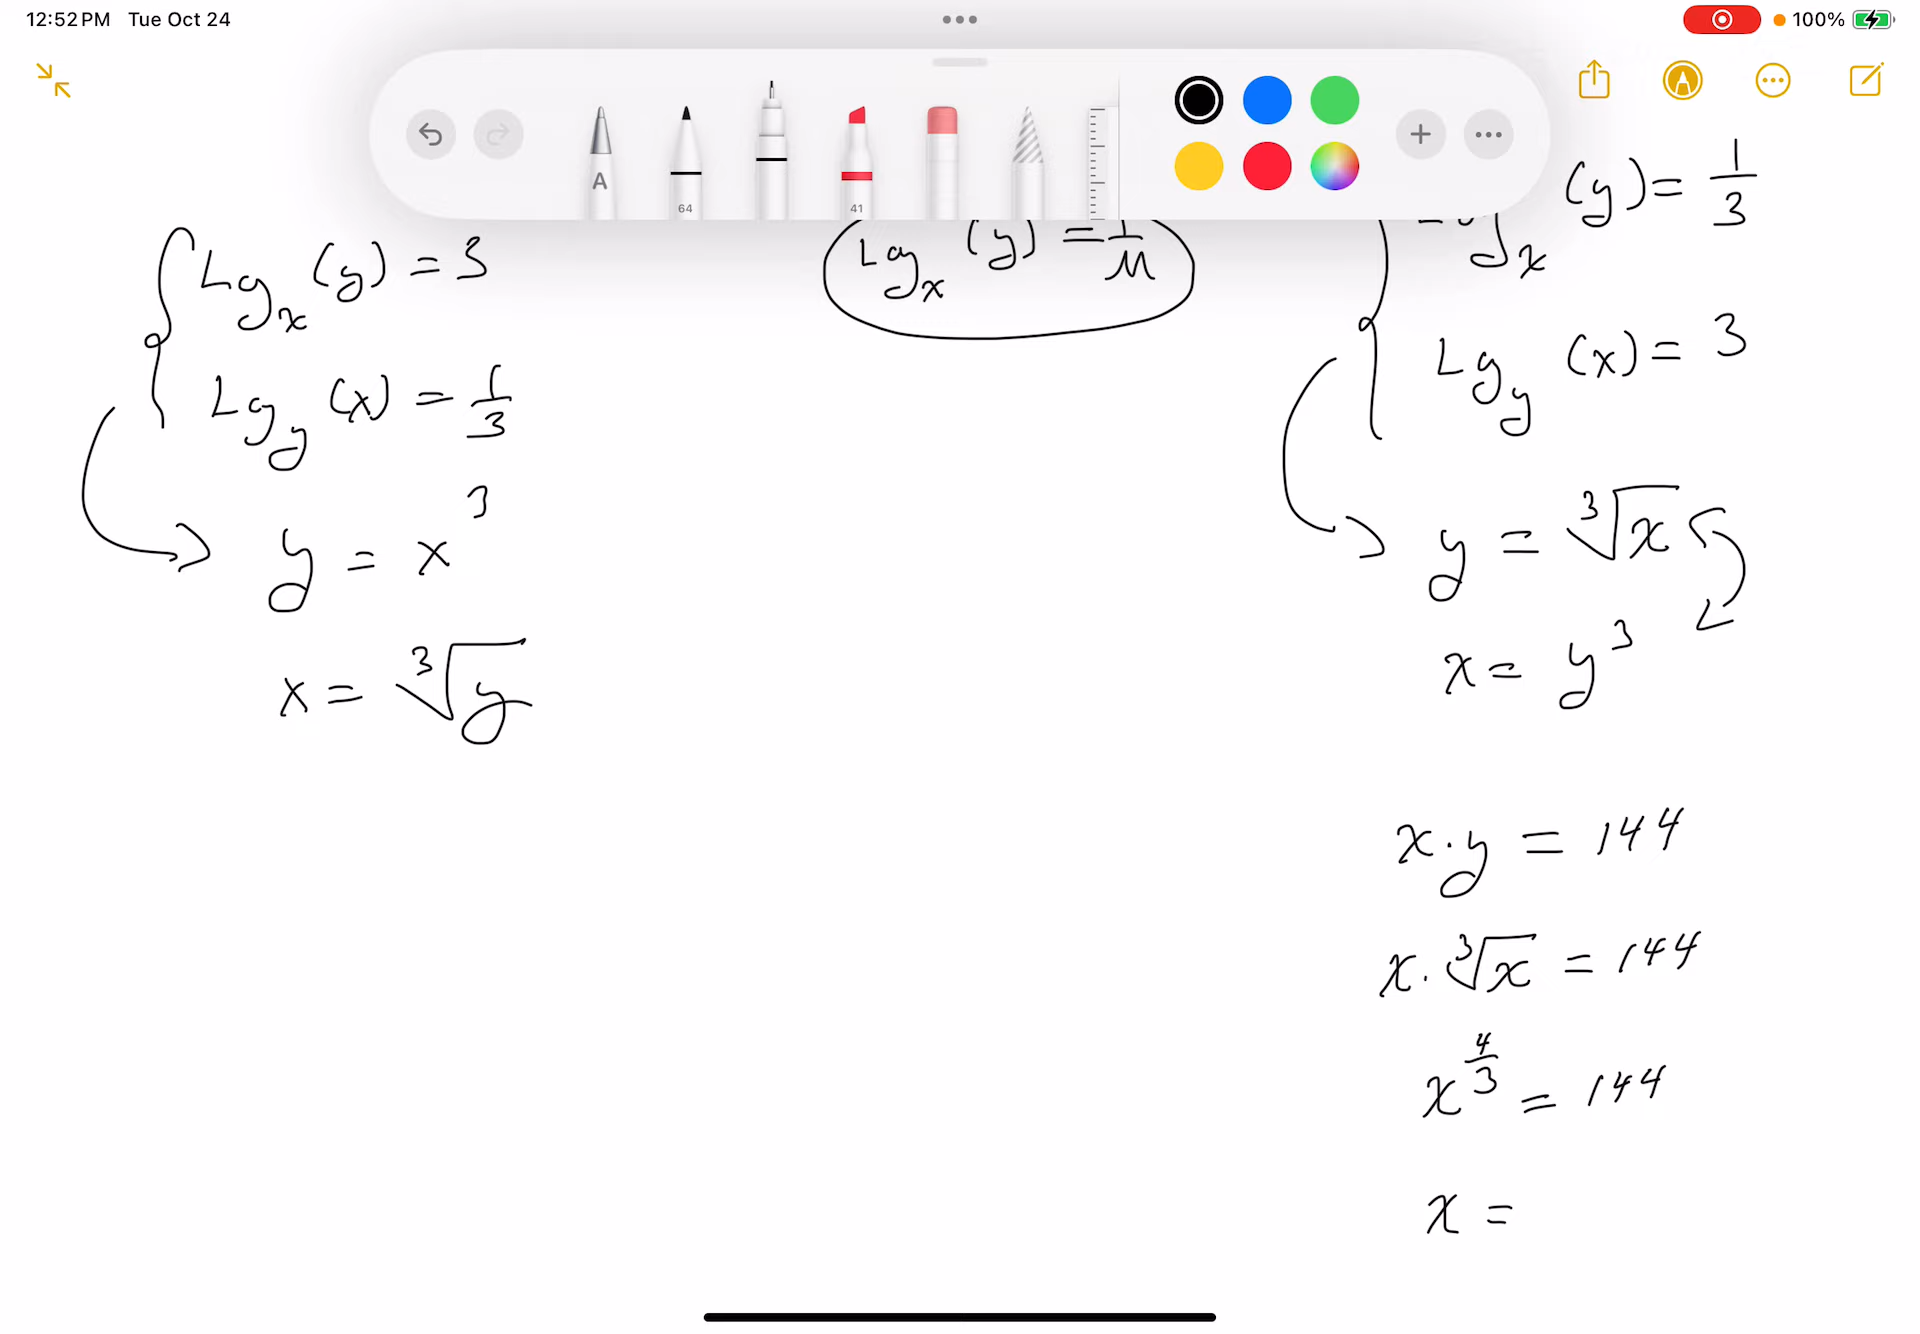 12:52 PM Tue Oct 24
100%
A
64
41
Lg_x (y) = 3
Lg_y (x) = 1/3
y = x^3
x = ∛y
Lg_x (y) = 1/M
(y) = 1/3
Lg_y (x) = 3
y = ∛x
x = y^3
x · y = 144
x · ∛x = 144
x^(4/3) = 144
x =